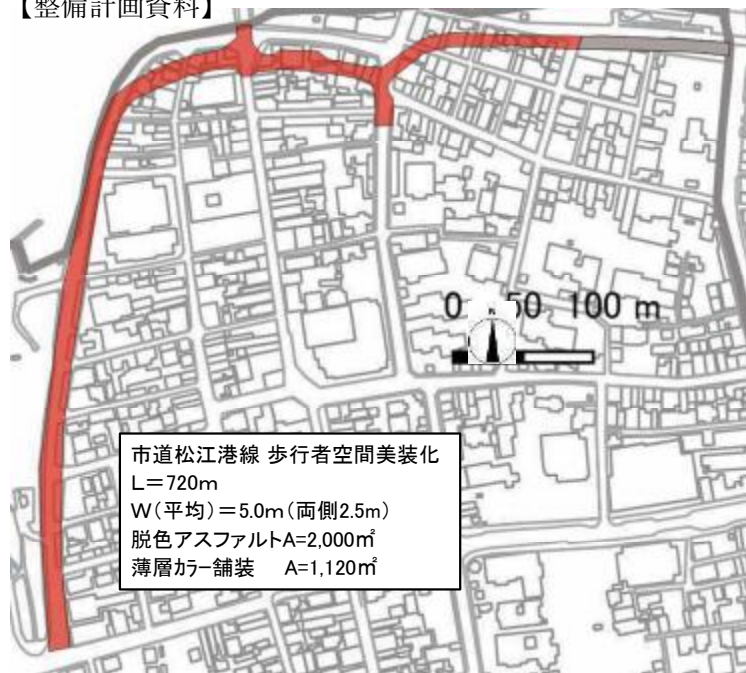 【整備計画資料】
0 50 100 m
N
市道松江港線 歩行者空間美装化
L=720m
W(平均)=5.0m(両側2.5m)
脱色アスファルトA=2,000㎡
薄層カラー舗装 A=1,120㎡